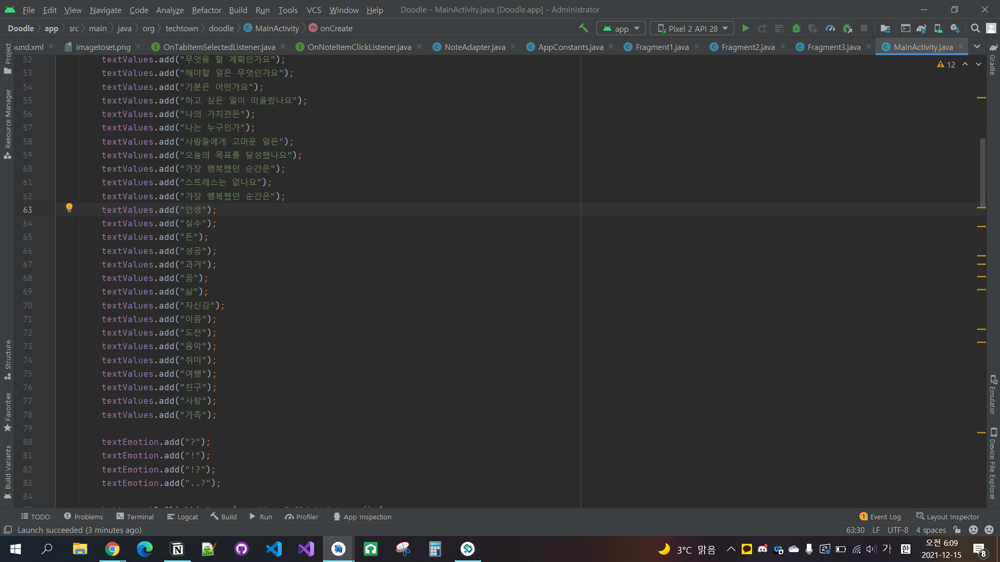 File Edit View Navigate Code Analyze Refactor Build Run Tools VCS Window Help Doodle - MainActivity.java [Doodle.app] - Administrator
Doodle app src main java org techtown doodle MainActivity onCreate app Pixel 2 API 28
ound.xml imagetoset.png OnTabItemSelectedListener.java OnNoteItemClickListener.java NoteAdapter.java AppConstants.java Fragment1.java Fragment2.java Fragment3.java MainActivity.java
12
52 textValues.add("무엇을 할 계획인가요");
53 textValues.add("해야할 일은 무엇인가요");
54 textValues.add("기분은 어떤가요");
55 textValues.add("하고 싶은 일이 떠올랐나요");
56 textValues.add("나의 가치관은");
57 textValues.add("나는 누구인가");
58 textValues.add("사람들에게 고마운 일은");
59 textValues.add("오늘의 목표를 달성했나요");
60 textValues.add("가장 행복했던 순간은");
61 textValues.add("스트레스는 없나요");
62 textValues.add("가장 행복했던 순간은");
63 textValues.add("인생");
64 textValues.add("실수");
65 textValues.add("돈");
66 textValues.add("성공");
67 textValues.add("과거");
68 textValues.add("꿈");
69 textValues.add("삶");
70 textValues.add("자신감");
71 textValues.add("아픔");
72 textValues.add("도전");
73 textValues.add("음악");
74 textValues.add("취미");
75 textValues.add("여행");
76 textValues.add("친구");
77 textValues.add("사랑");
78 textValues.add("가족");
79
80 textEmotion.add("?");
81 textEmotion.add("!");
82 textEmotion.add("!?");
83 textEmotion.add("..?");
84
Project
Resource Manager
Structure
Favorites
Build Variants
Gradle
Emulator
Device File Explorer
TODO Problems Terminal Logcat Build Run Profiler App Inspection 1 Event Log Layout Inspector
Launch succeeded (3 minutes ago) 63:30 LF UTF-8 4 spaces
3°C 맑음 가 한 오전 6:09
2021-12-15 8